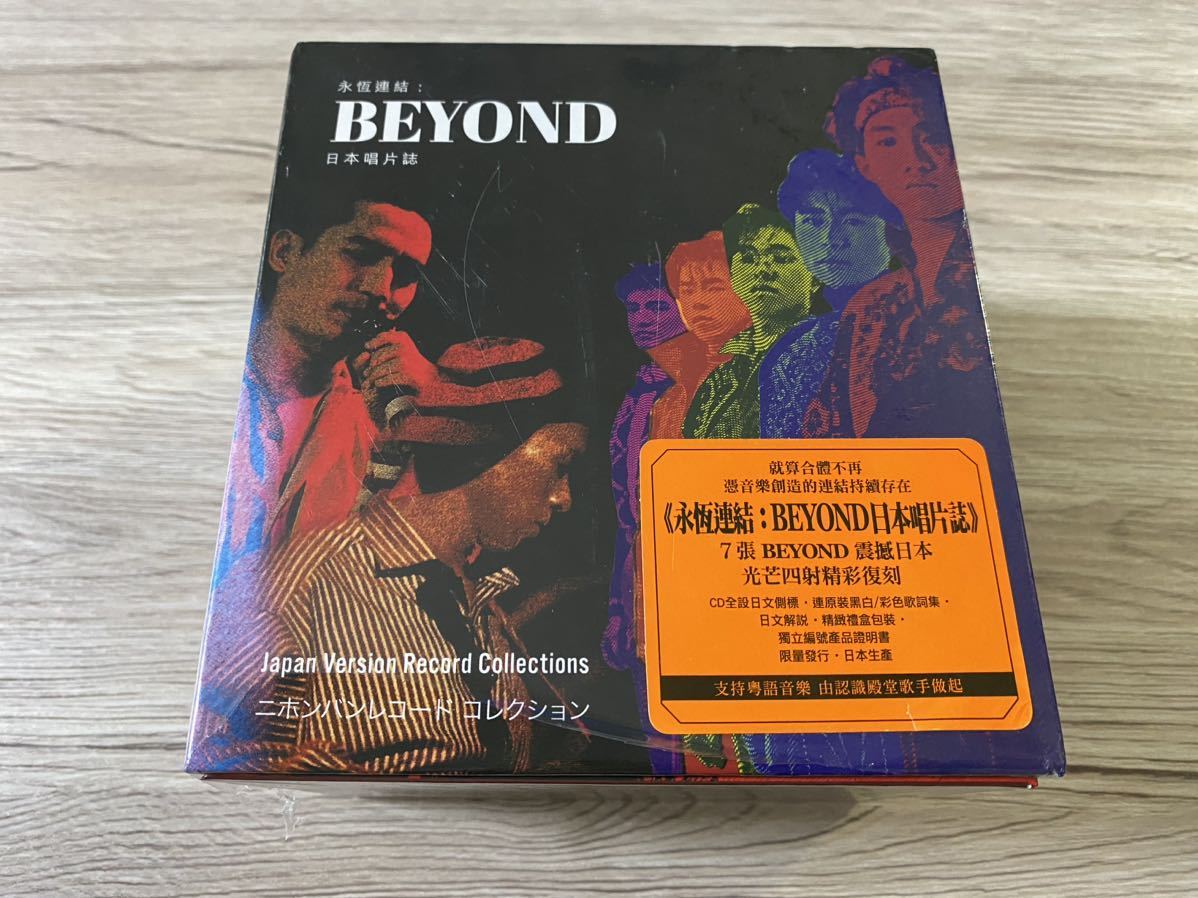 永恆連結：
BEYOND
日本唱片誌
就算合體不再
憑音樂創造的連結持續存在
《永恆連結：BEYOND日本唱片誌》
7張 BEYOND 震撼日本
光芒四射精彩復刻
CD全設日文側標・連原裝黑白/彩色歌詞集・
日文解說・精緻禮盒包裝・
獨立編號產品證明書
限量發行・日本生產
支持粵語音樂 由認識殿堂歌手做起
Japan Version Record Collections
ニホンバンレコード コレクション